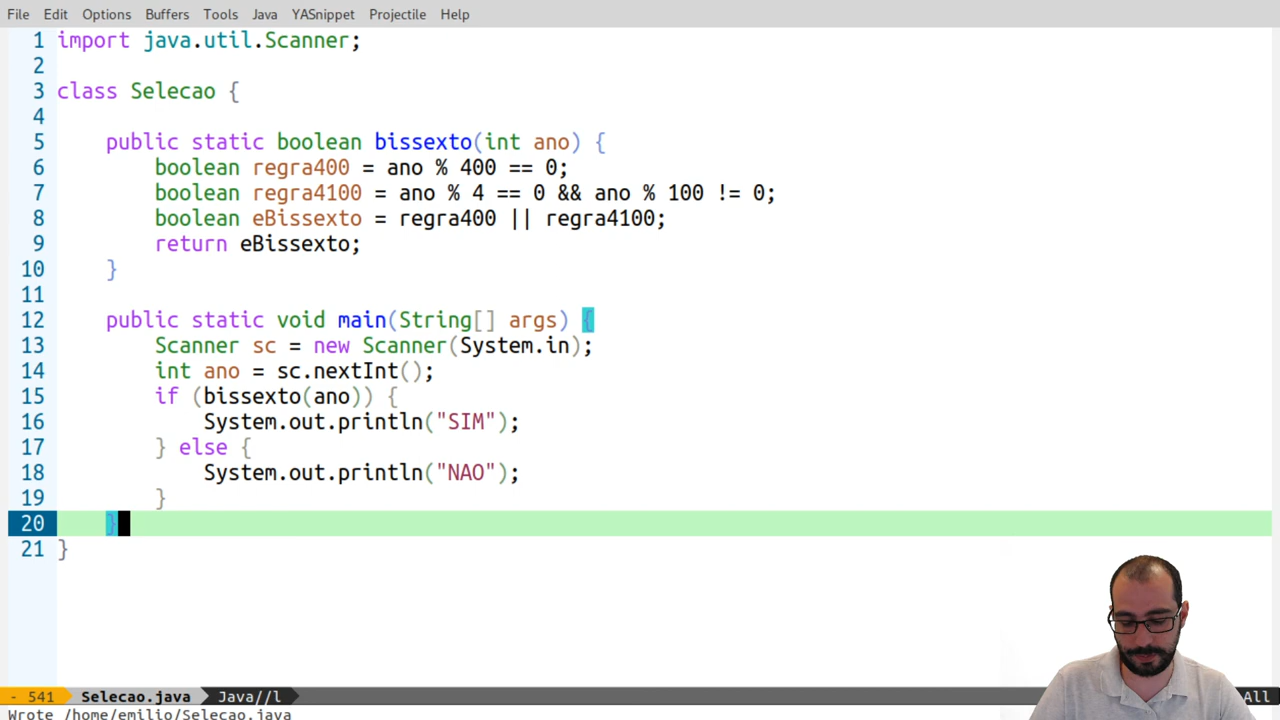 File Edit Options Buffers Tools Java YASnippet Projectile Help
1 import java.util.Scanner;
2
3 class Selecao {
4
5 public static boolean bissexto(int ano) {
6 boolean regra400 = ano % 400 == 0;
7 boolean regra4100 = ano % 4 == 0 && ano % 100 != 0;
8 boolean eBissexto = regra400 || regra4100;
9 return eBissexto;
10 }
11
12 public static void main(String[] args) {
13 Scanner sc = new Scanner(System.in);
14 int ano = sc.nextInt();
15 if (bissexto(ano)) {
16 System.out.println("SIM");
17 } else {
18 System.out.println("NAO");
19 }
20 }
21 }
- 541 Selecao.java Java//l All
Wrote /home/emilio/Selecao.java